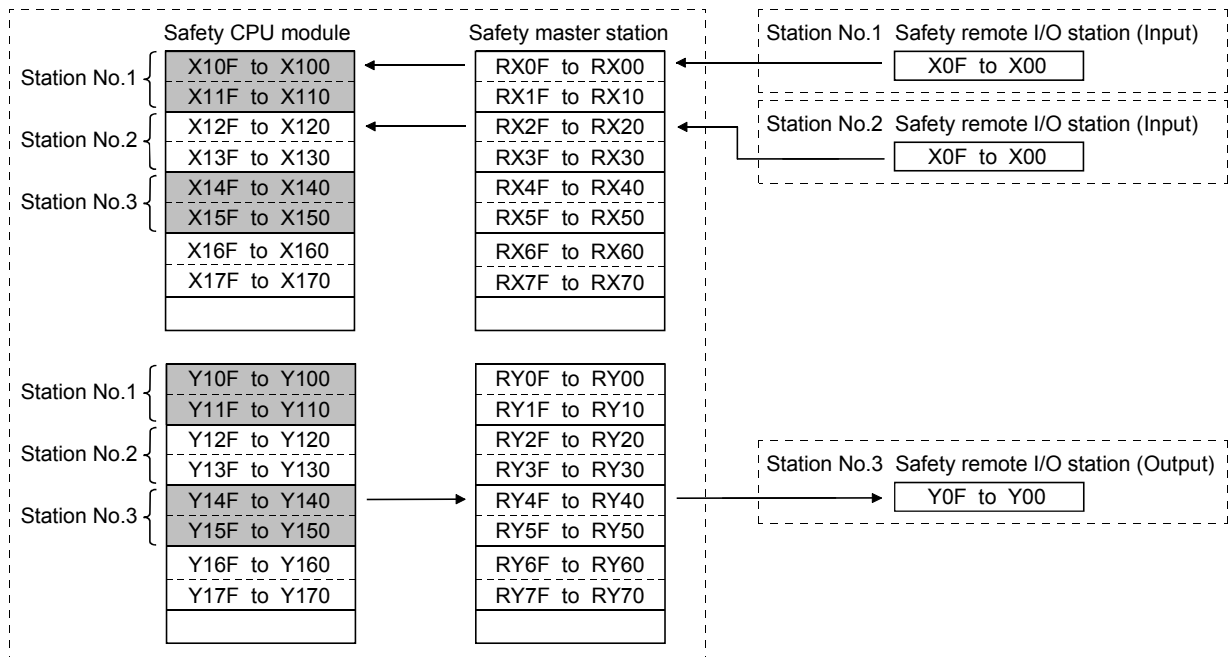 Safety CPU module Safety master station Station No.1 Safety remote I/O station (Input)
Station No.1 X10F to X100 RX0F to RX00 X0F to X00
X11F to X110 RX1F to RX10
Station No.2 X12F to X120 RX2F to RX20 Station No.2 Safety remote I/O station (Input)
X13F to X130 RX3F to RX30 X0F to X00
Station No.3 X14F to X140 RX4F to RX40
X15F to X150 RX5F to RX50
X16F to X160 RX6F to RX60
X17F to X170 RX7F to RX70
Station No.1 Y10F to Y100 RY0F to RY00
Y11F to Y110 RY1F to RY10
Station No.2 Y12F to Y120 RY2F to RY20
Y13F to Y130 RY3F to RY30 Station No.3 Safety remote I/O station (Output)
Station No.3 Y14F to Y140 RY4F to RY40 Y0F to Y00
Y15F to Y150 RY5F to RY50
Y16F to Y160 RY6F to RY60
Y17F to Y170 RY7F to RY70